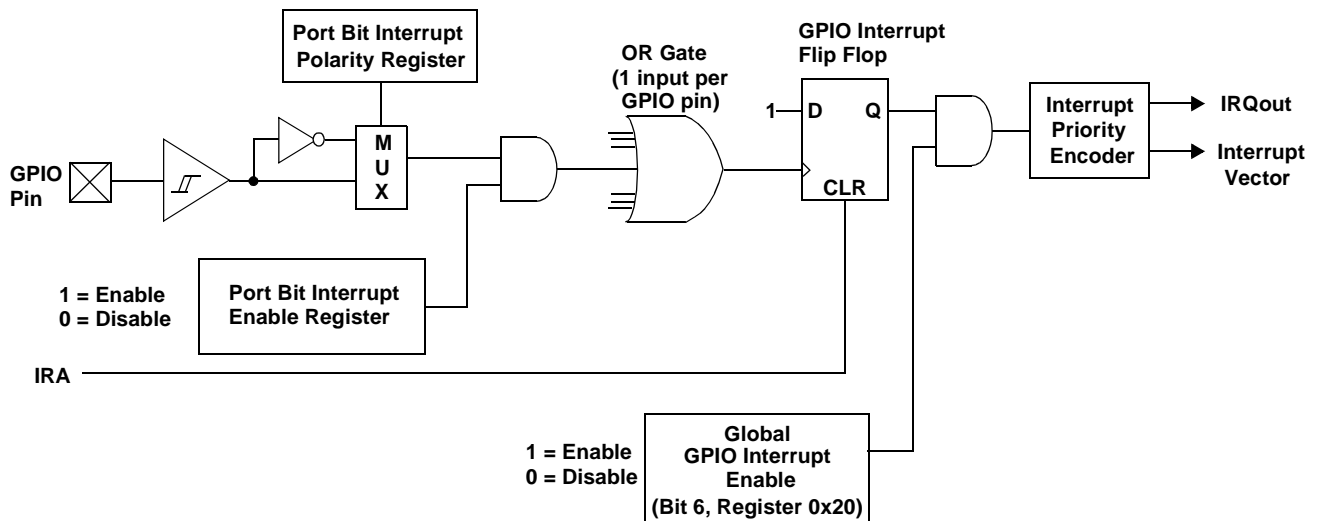 Port Bit Interrupt
Polarity Register
OR Gate
(1 input per
GPIO pin)
GPIO Interrupt
Flip Flop
GPIO
Pin
M
U
X
1
D
Q
CLR
Interrupt
Priority
Encoder
IRQout
Interrupt
Vector
1 = Enable
0 = Disable
Port Bit Interrupt
Enable Register
IRA
1 = Enable
0 = Disable
Global
GPIO Interrupt
Enable
(Bit 6, Register 0x20)